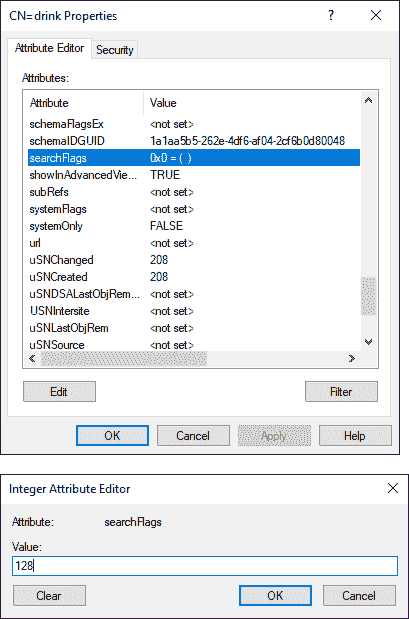 CN=drink Properties ? X
Attribute Editor Security
Attributes:
Attribute Value
schemaFlagsEx <not set>
schemaIDGUID 1a1aa5b5-262e-4df6-af04-2cf6b0d80048
searchFlags 0x0 = ( )
showInAdvancedVie... TRUE
subRefs <not set>
systemFlags <not set>
systemOnly FALSE
url <not set>
uSNChanged 208
uSNCreated 208
uSNDSALastObjRem... <not set>
USNIntersite <not set>
uSNLastObjRem <not set>
uSNSource <not set>
Edit Filter
OK Cancel Apply Help
Integer Attribute Editor
Attribute: searchFlags
Value:
128
Clear OK Cancel